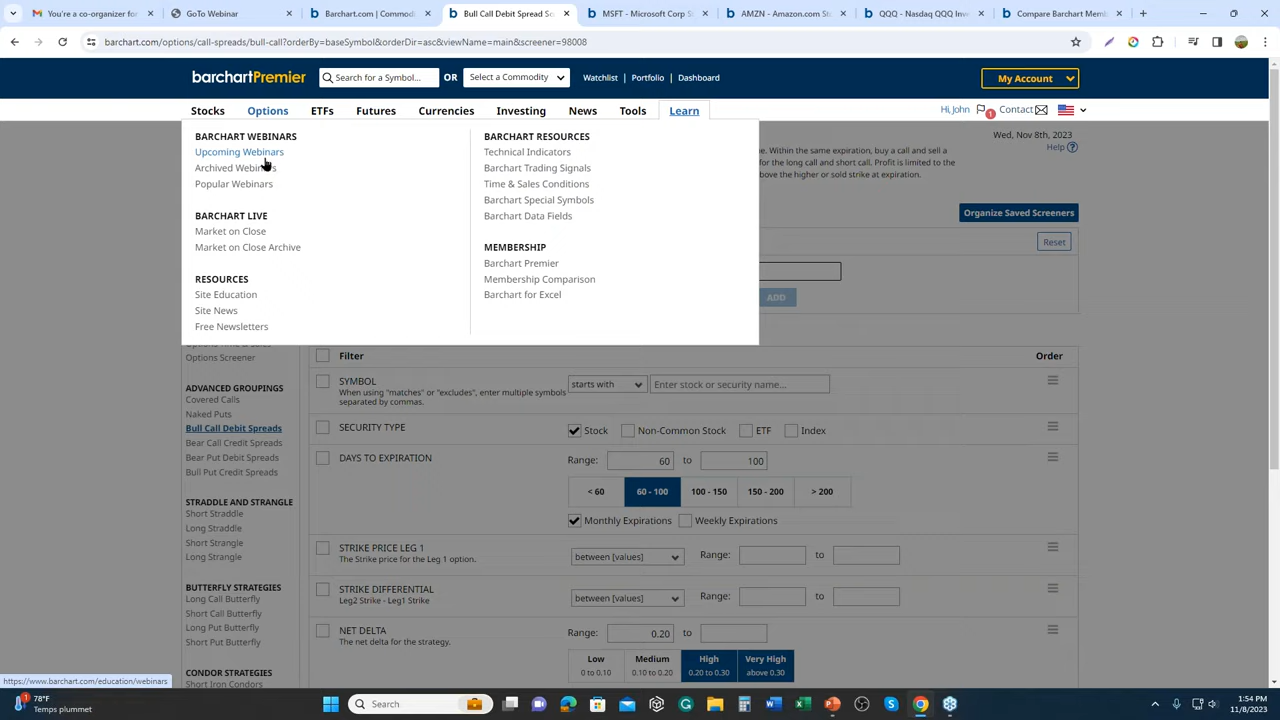 You're a co-organizer for
GoTo Webinar
Barchart.com | Commodi
Bull Call Debit Spread Sc
MSFT - Microsoft Corp St
AMZN - Amazon.com St
QQQ - Nasdaq QQQ Inv
Compare Barchart Mem
barchart.com/options/call-spreads/bull-call?orderBy=baseSymbol&orderDir=asc&viewName=main&screener=98008
barchartPremier
Search for a Symbol...
OR
Select a Commodity
Watchlist
Portfolio
Dashboard
My Account
Stocks
Options
ETFs
Futures
Currencies
Investing
News
Tools
Learn
Hi, John
1
Contact
Wed, Nov 8th, 2023
Help
BARCHART WEBINARS
Upcoming Webinars
Archived Webinars
Popular Webinars
BARCHART LIVE
Market on Close
Market on Close Archive
RESOURCES
Site Education
Site News
Free Newsletters
BARCHART RESOURCES
Technical Indicators
Barchart Trading Signals
Time & Sales Conditions
Barchart Special Symbols
Barchart Data Fields
MEMBERSHIP
Barchart Premier
Membership Comparison
Barchart for Excel
me. Within the same expiration, buy a call and sell a
for the long call and short call. Profit is limited to
above the higher or sold strike at expiration.
Organize Saved Screeners
Reset
ADD
Options Screener
ADVANCED GROUPINGS
Covered Calls
Naked Puts
Bull Call Debit Spreads
Bear Call Credit Spreads
Bear Put Debit Spreads
Bull Put Credit Spreads
STRADDLE AND STRANGLE
Short Straddle
Long Straddle
Short Strangle
Long Strangle
BUTTERFLY STRATEGIES
Long Call Butterfly
Short Call Butterfly
Long Put Butterfly
Short Put Butterfly
CONDOR STRATEGIES
Short Iron Condors
Filter
Order
SYMBOL
When using "matches" or "excludes", enter multiple symbols
separated by commas.
starts with
Enter stock or security name...
SECURITY TYPE
Stock
Non-Common Stock
ETF
Index
DAYS TO EXPIRATION
Range:
60
to
100
< 60
60 - 100
100 - 150
150 - 200
> 200
Monthly Expirations
Weekly Expirations
STRIKE PRICE LEG 1
The Strike price for the Leg 1 option.
between [values]
Range:
to
STRIKE DIFFERENTIAL
Leg2 Strike - Leg1 Strike
between [values]
Range:
to
NET DELTA
The net delta for the strategy.
Range:
0.20
to
Low
0 to 0.10
Medium
0.10 to 0.20
High
0.20 to 0.30
Very High
above 0.30
https://www.barchart.com/education/webinars
1
78°F
Temps plummet
Search
1:54 PM
11/8/2023